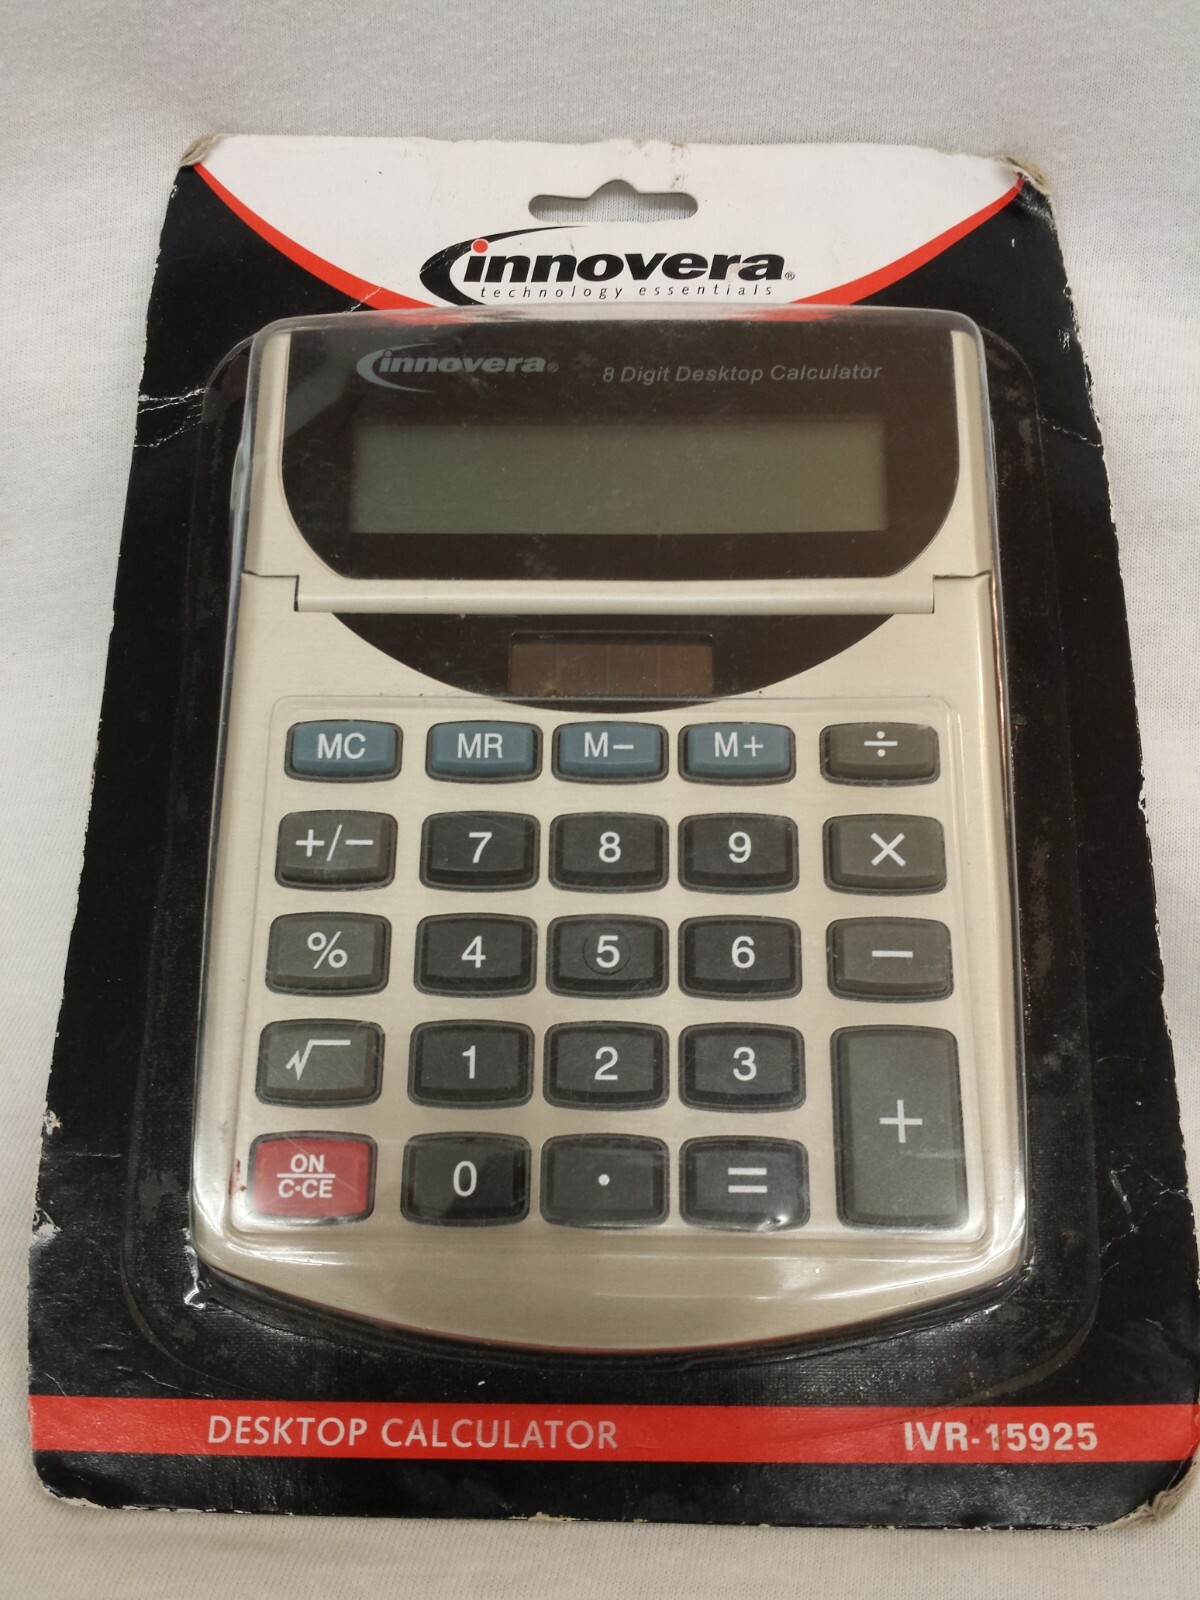 innovera®
technology essentials
innovera® 8 Digit Desktop Calculator
MC MR M− M+ ÷
+/− 7 8 9 ×
% 4 5 6 −
√ 1 2 3 +
ON
C·CE 0 . =
DESKTOP CALCULATOR IVR-15925